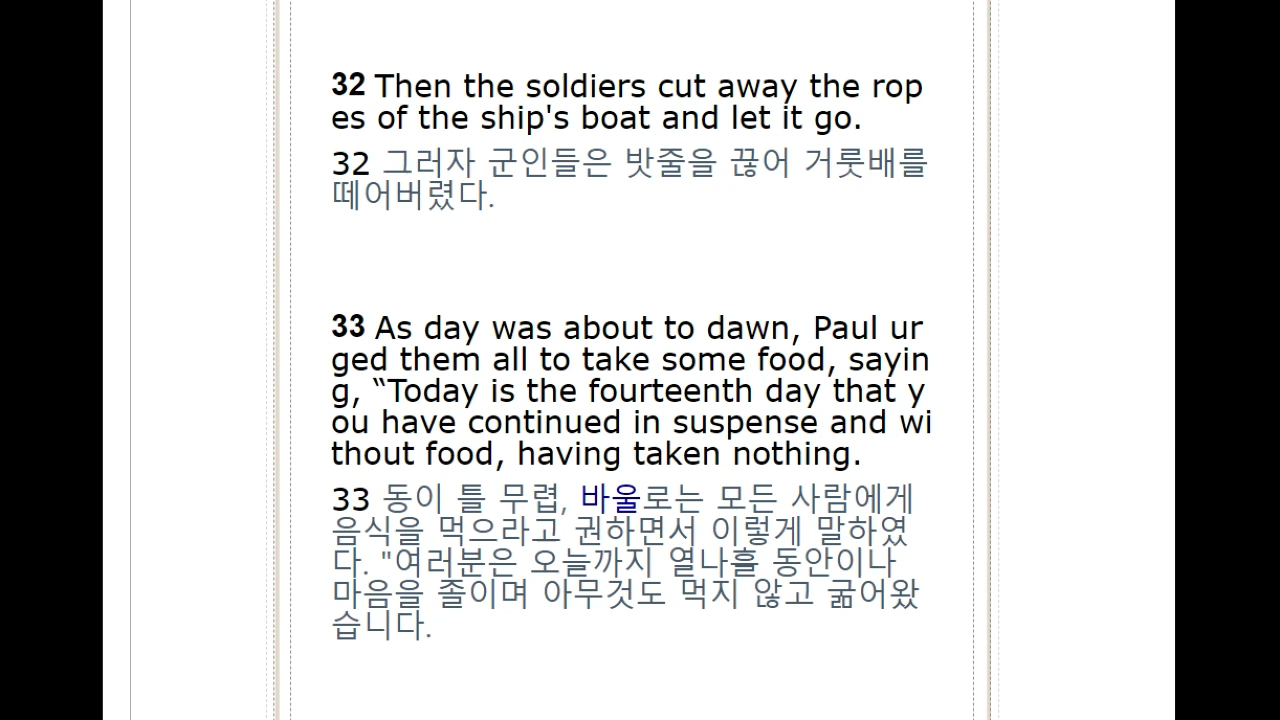 32 Then the soldiers cut away the rop
es of the ship's boat and let it go.
32 그러자 군인들은 밧줄을 끊어 거룻배를
떼어버렸다.
33 As day was about to dawn, Paul ur
ged them all to take some food, sayin
g, “Today is the fourteenth day that y
ou have continued in suspense and wi
thout food, having taken nothing.
33 동이 틀 무렵, 바울로는 모든 사람에게
음식을 먹으라고 권하면서 이렇게 말하였
다. "여러분은 오늘까지 열나흘 동안이나
마음을 졸이며 아무것도 먹지 않고 굶어왔
습니다.